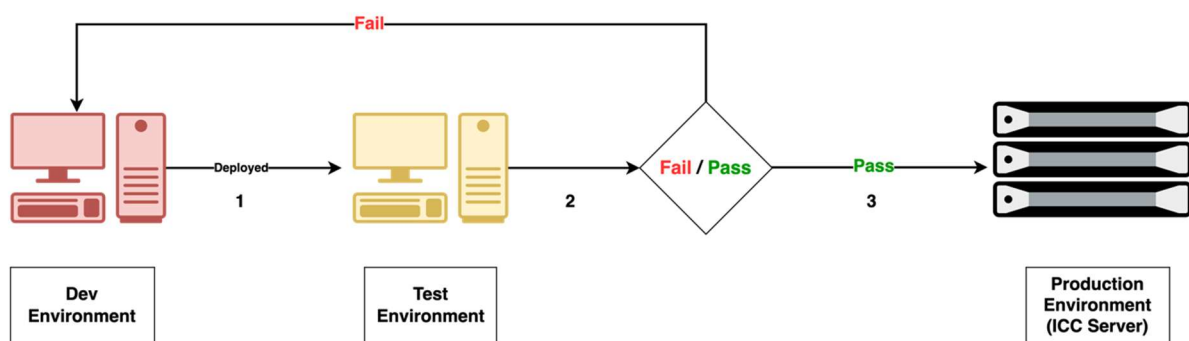 Fail
Deployed
1
2
Fail / Pass
Pass
3
Dev
Environment
Test
Environment
Production
Environment
(ICC Server)